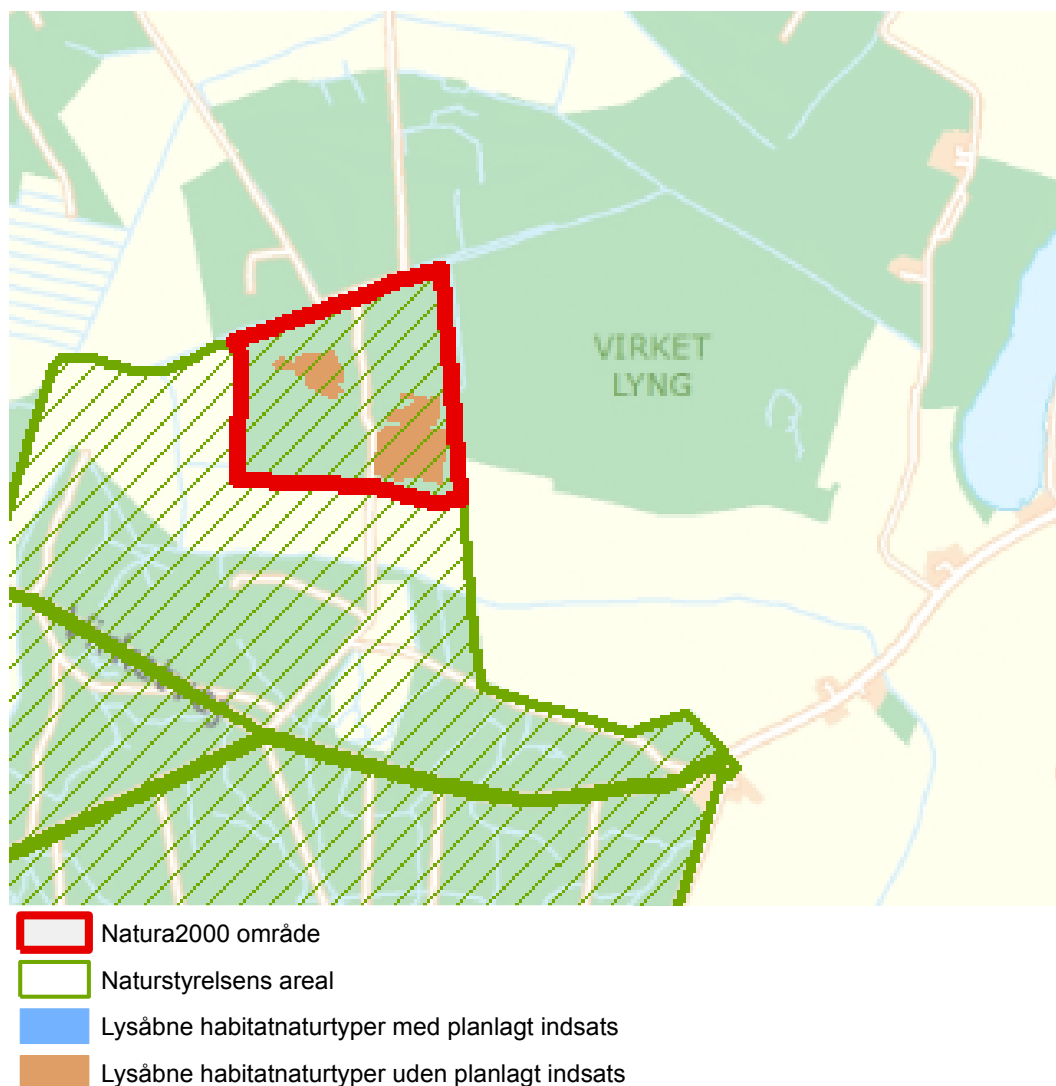 VIRKET
LYNG
Natura2000 område
Naturstyrelsens areal
Lysåbne habitatnaturtyper med planlagt indsats
Lysåbne habitatnaturtyper uden planlagt indsats